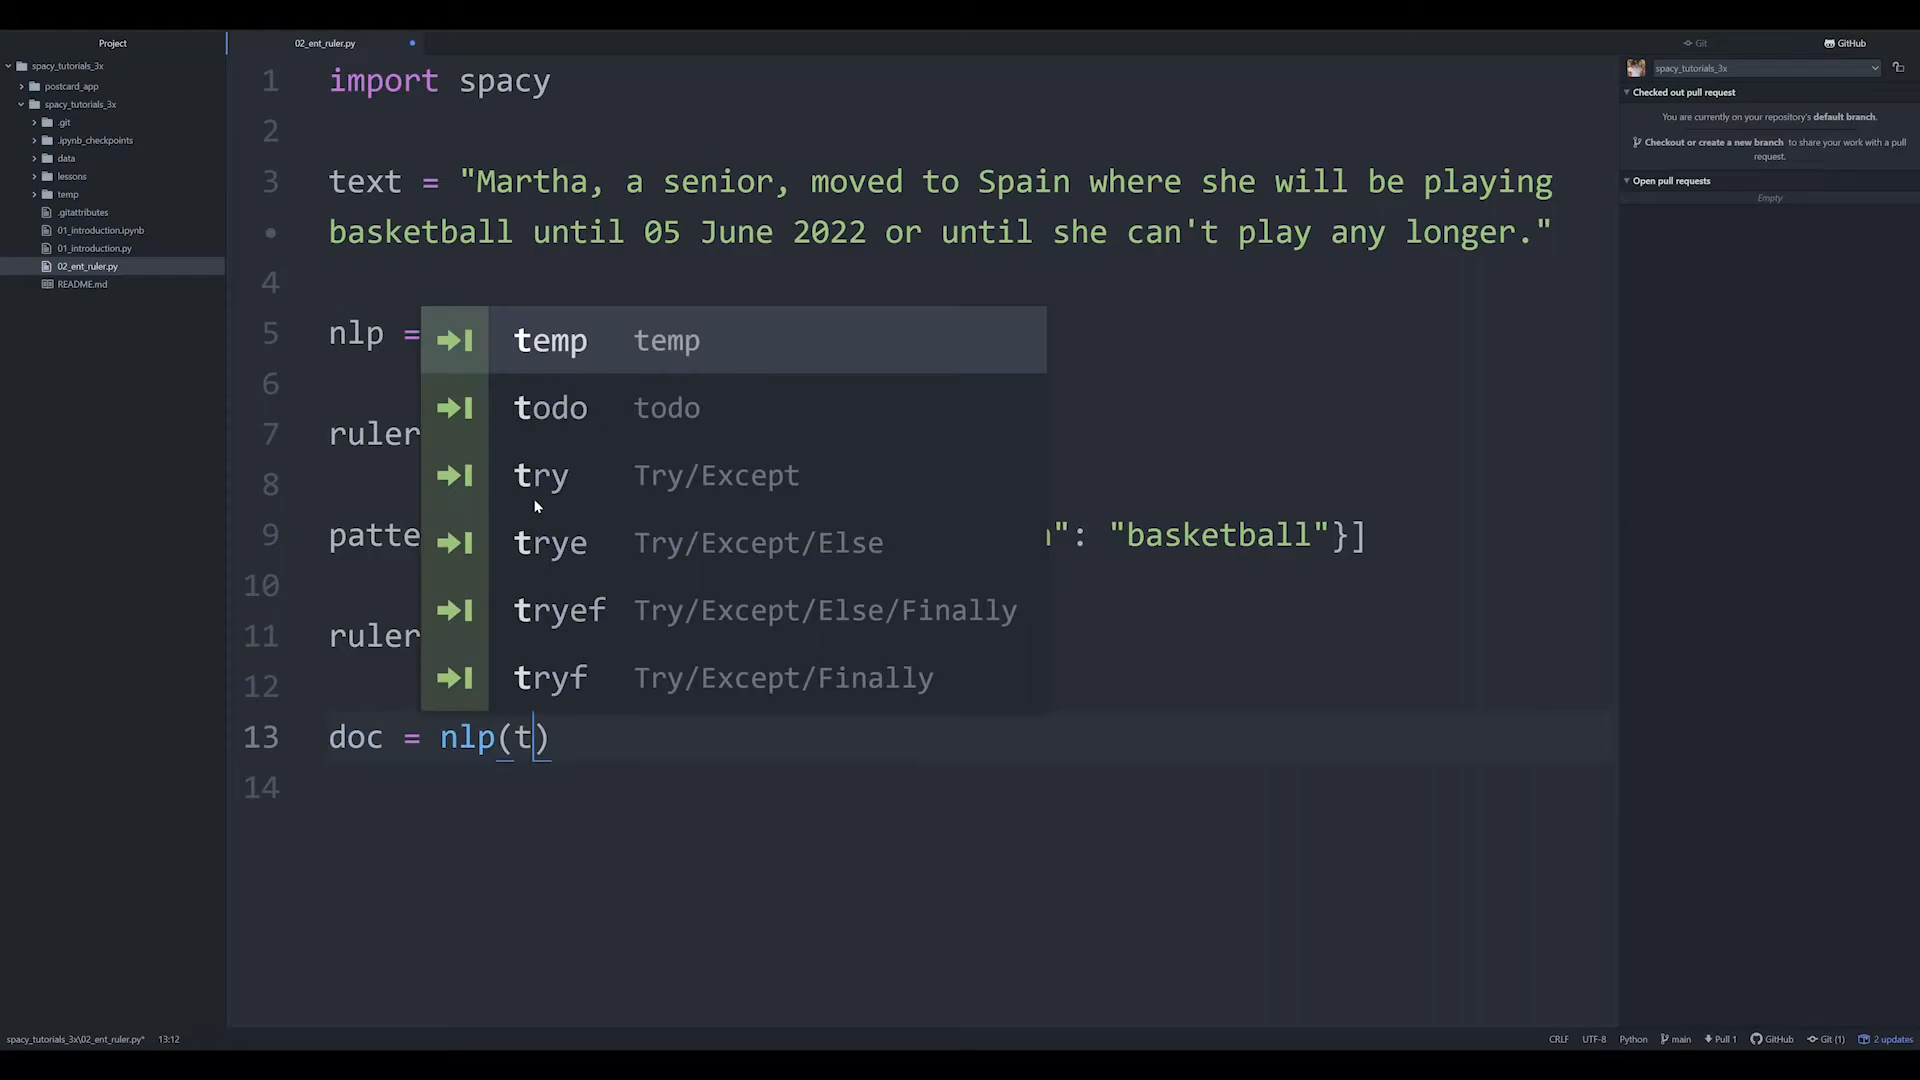 Project
spacy_tutorials_3x
postcard_app
spacy_tutorials_3x
.git
.ipynb_checkpoints
data
lessons
temp
.gitattributes
01_introduction.ipynb
01_introduction.py
02_ent_ruler.py
README.md
02_ent_ruler.py
1 import spacy
2
3 text = "Martha, a senior, moved to Spain where she will be playing
• basketball until 05 June 2022 or until she can't play any longer."
4
5 nlp =
6
7 ruler
8
9 patte ": "basketball"}]
10
11 ruler
12
13 doc = nlp(t)
14
temp temp
todo todo
try Try/Except
trye Try/Except/Else
tryef Try/Except/Else/Finally
tryf Try/Except/Finally
Git
GitHub
spacy_tutorials_3x
Checked out pull request
You are currently on your repository's default branch.
Checkout or create a new branch to share your work with a pull
request.
Open pull requests
Empty
spacy_tutorials_3x\02_ent_ruler.py* 13:12
CRLF UTF-8 Python main Pull 1 GitHub Git (1) 2 updates